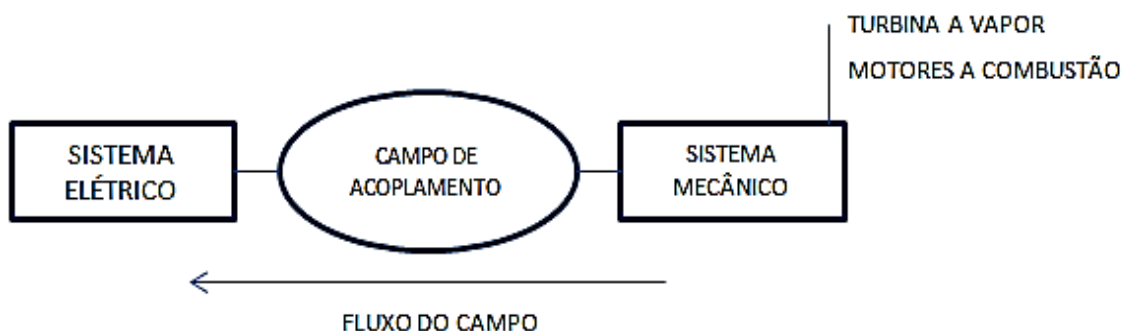 TURBINA A VAPOR
MOTORES A COMBUSTÃO
SISTEMA
ELÉTRICO
CAMPO DE
ACOPLAMENTO
SISTEMA
MECÂNICO
FLUXO DO CAMPO